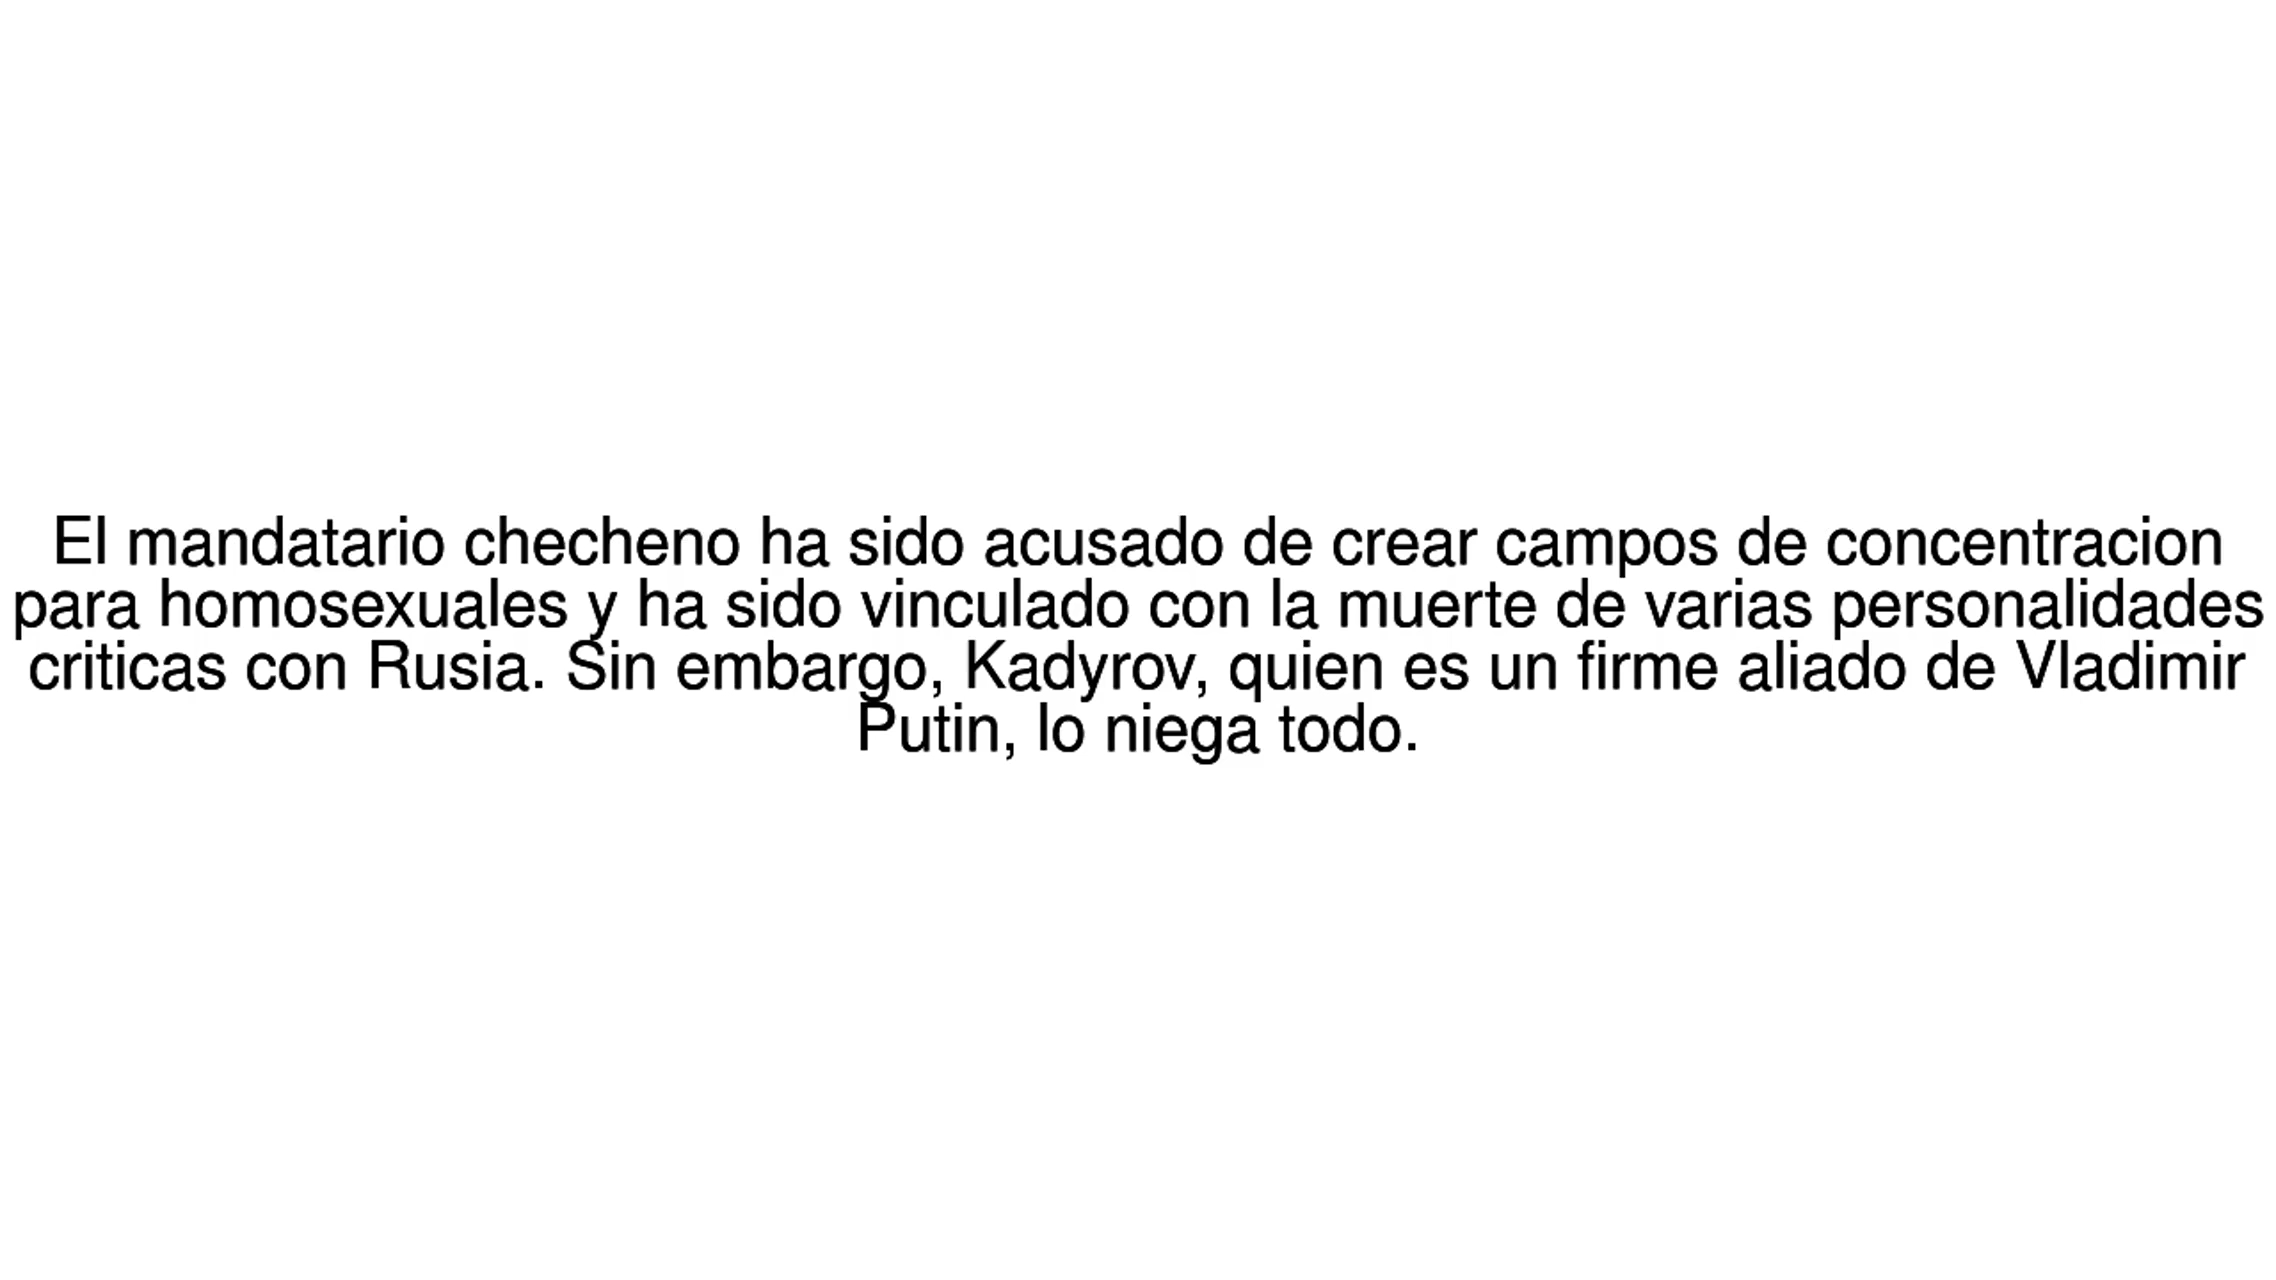 El mandatario checheno ha sido acusado de crear campos de concentracion
para homosexuales y ha sido vinculado con la muerte de varias personalidades
criticas con Rusia. Sin embargo, Kadyrov, quien es un firme aliado de Vladimir
Putin, lo niega todo.